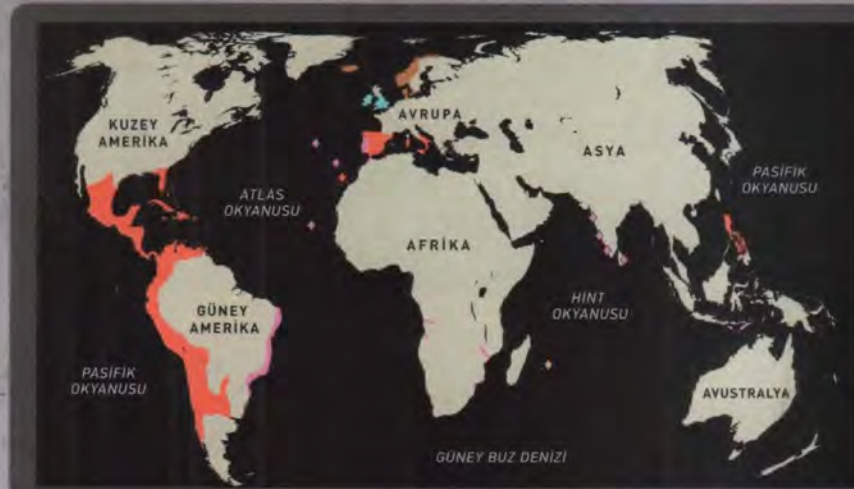 KUZEY
AMERİKA
AVRUPA
ASYA
PASİFİK
OKYANUSU
ATLAS
OKYANUSU
AFRİKA
HİNT
OKYANUSU
GÜNEY
AMERİKA
PASİFİK
OKYANUSU
AVUSTRALYA
GÜNEY BUZ DENİZİ